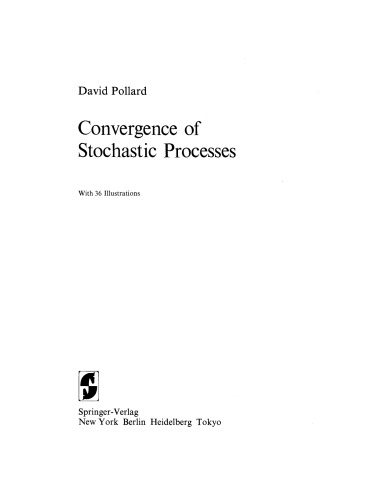 David Pollard
Convergence of
Stochastic Processes
With 36 Illustrations
Springer-Verlag
New York Berlin Heidelberg Tokyo